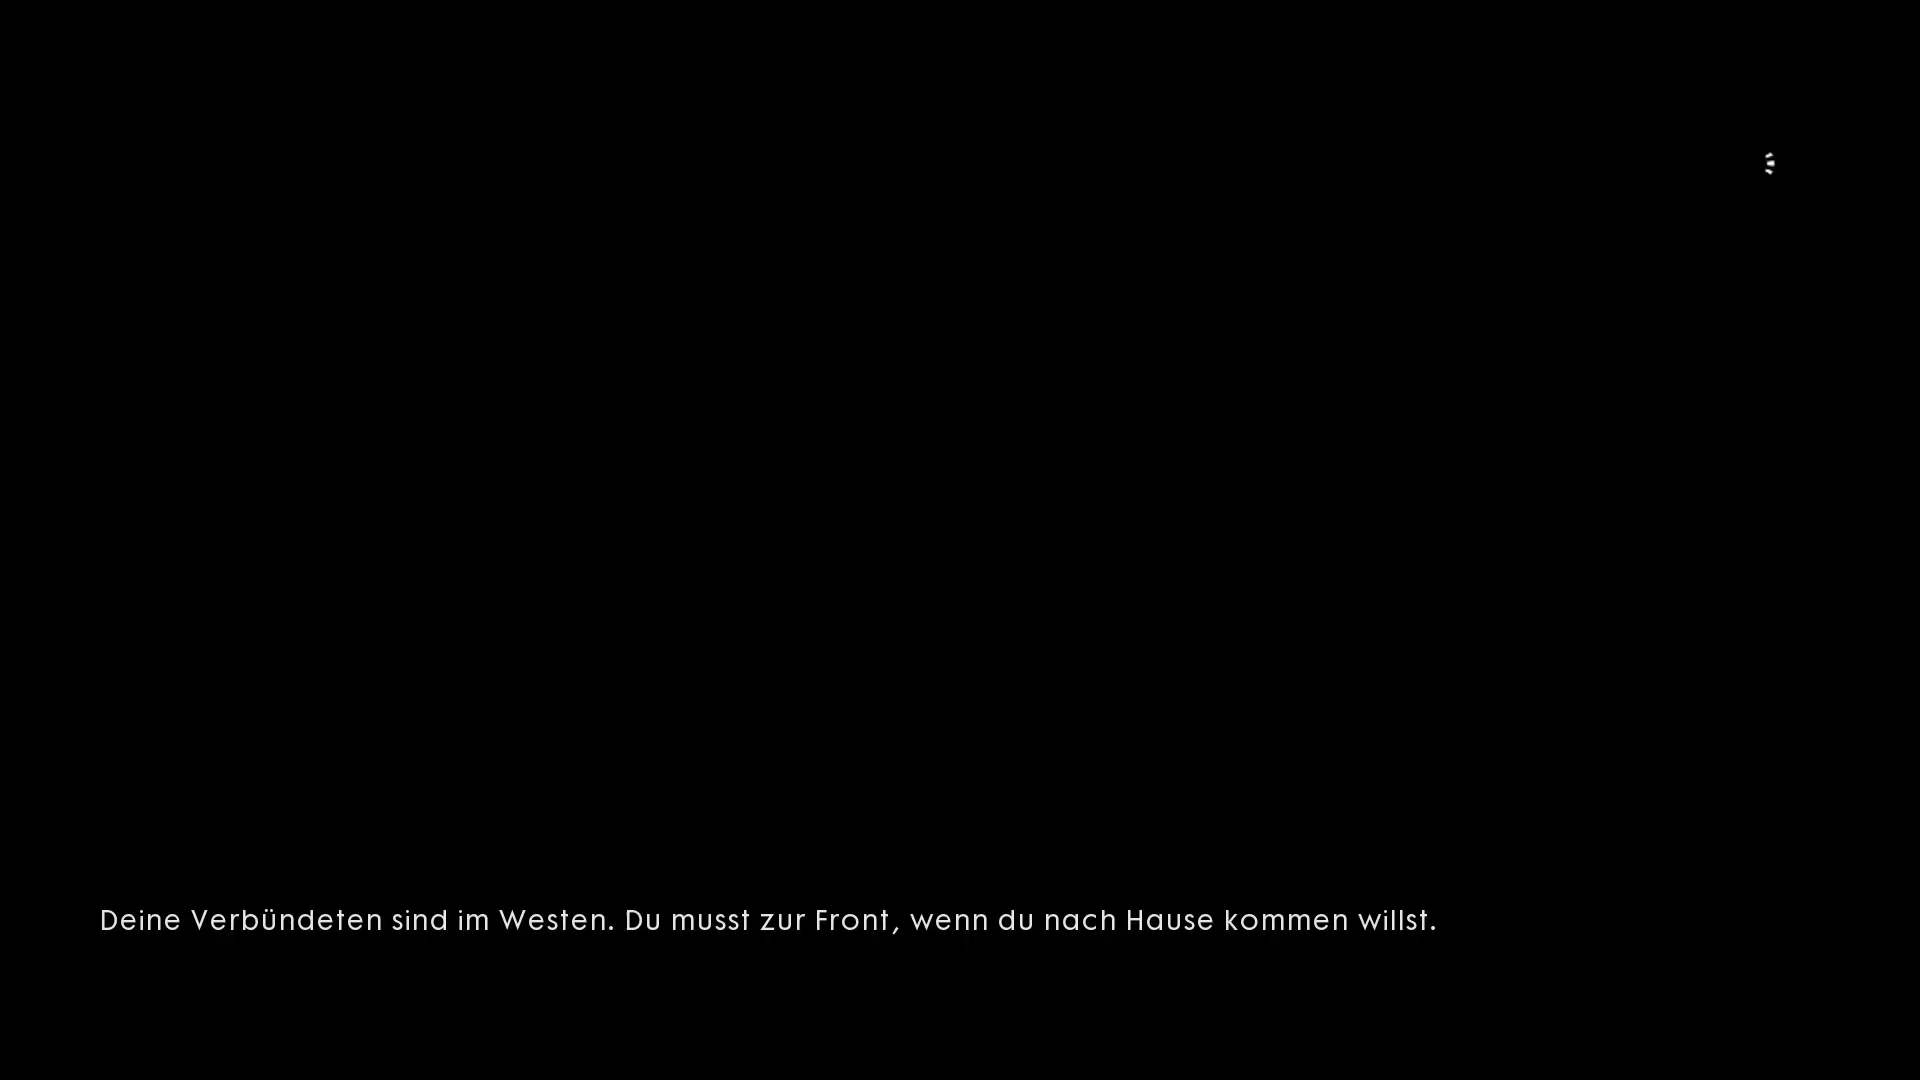 Deine Verbündeten sind im Westen. Du musst zur Front, wenn du nach Hause kommen willst.